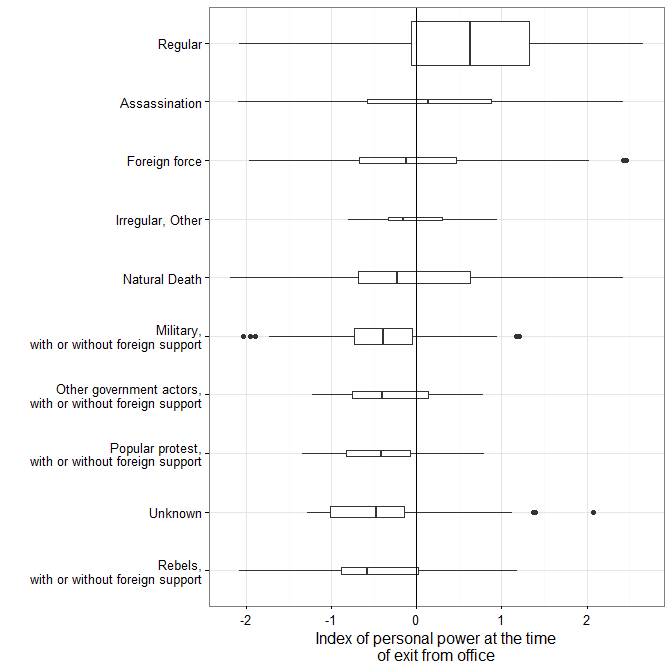 Regular
Assassination
Foreign force
Irregular, Other
Natural Death
Military,
with or without foreign support
Other government actors,
with or without foreign support
Popular protest,
with or without foreign support
Unknown
Rebels,
with or without foreign support
-2 -1 0 1 2
Index of personal power at the time
of exit from office